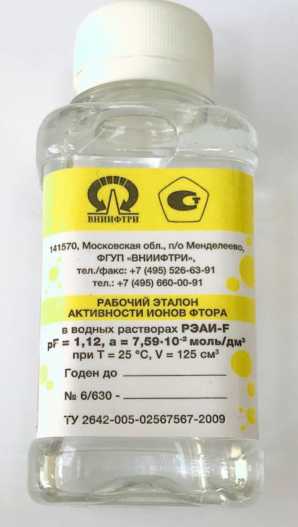 ВНИИФТРИ
141570, Московская обл., п/о Менделеево,
ФГУП «ВНИИФТРИ»,
тел./факс: +7 (495) 526-63-91
тел.: +7 (495) 660-00-91
РАБОЧИЙ ЭТАЛОН
АКТИВНОСТИ ИОНОВ ФТОРА
в водных растворах РЭАИ-F
pF = 1,12, а = 7,59·10⁻² моль/дм³
при Т = 25 °С, V = 125 см³
Годен до
№ 6/630 -
ТУ 2642-005-02567567-2009